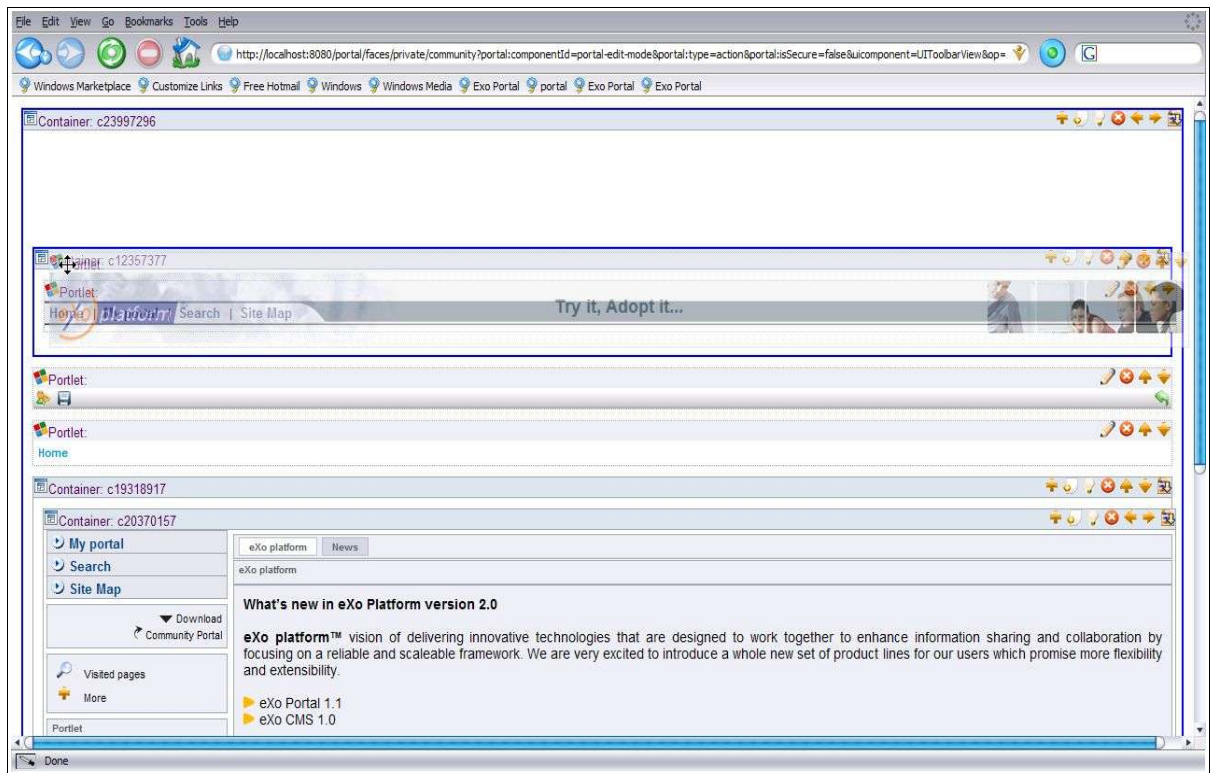 File Edit View Go Bookmarks Tools Help
http://localhost:8080/portal/faces/private/community?portal:componentId=portal-edit-mode&portal:type=action&portal:isSecure=false&uicomponent=UIToolbarView&op=
G
Windows Marketplace Customize Links Free Hotmail Windows Windows Media Exo Portal portal Exo Portal Exo Portal
Container: c23997296
c12357377
Portlet:
Portlet:
Try it, Adopt it...
Home | platform Search | Site Map
Portlet:
Portlet:
Home
Container: c19318917
Container: c20370157
My portal
Search
Site Map
Download
Community Portal
Visited pages
More
Portlet
eXo platform News
eXo platform
What's new in eXo Platform version 2.0
eXo platform™ vision of delivering innovative technologies that are designed to work together to enhance information sharing and collaboration by
focusing on a reliable and scaleable framework. We are very excited to introduce a whole new set of product lines for our users which promise more flexibility
and extensibility.
eXo Portal 1.1
eXo CMS 1.0
Done